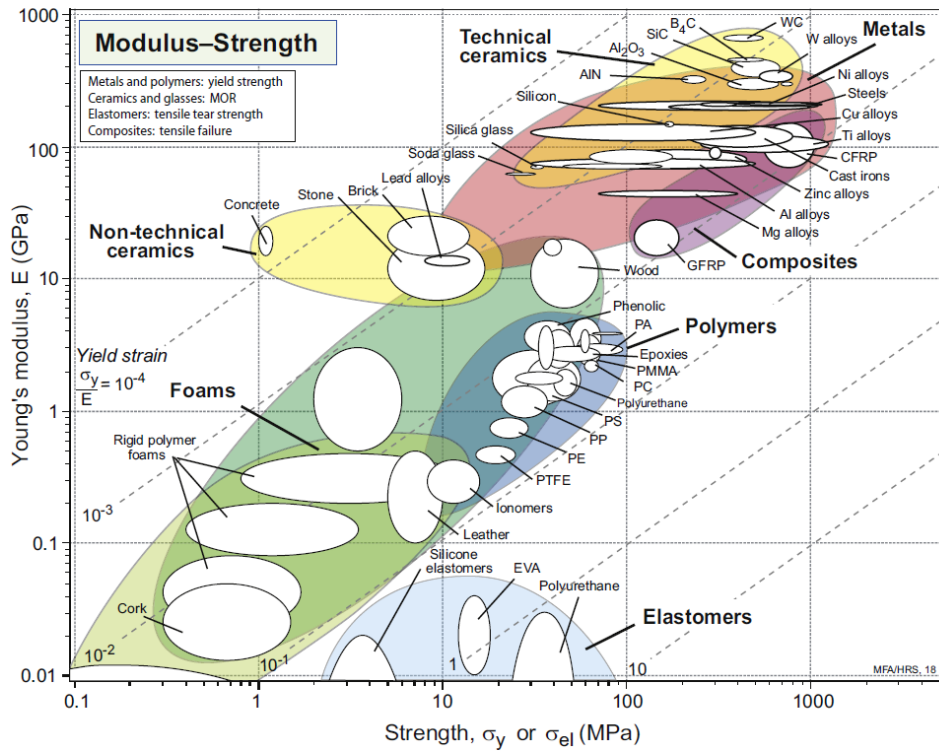 Modulus–Strength
Metals and polymers: yield strength
Ceramics and glasses: MOR
Elastomers: tensile tear strength
Composites: tensile failure
Technical
ceramics
Al2O3
SiC
B4C
WC
W alloys
Metals
AlN
Ni alloys
Silicon
Steels
Cu alloys
Silica glass
Ti alloys
Soda glass
CFRP
Cast irons
Lead alloys
Brick
Stone
Zinc alloys
Concrete
Al alloys
Mg alloys
Non-technical
ceramics
GFRP
Composites
Wood
Phenolic
PA
Polymers
Epoxies
PMMA
PC
Polyurethane
PS
PP
PE
PTFE
Ionomers
Leather
Yield strain
σy
E
= 10-4
Foams
Rigid polymer
foams
10-3
Silicone
elastomers
EVA
Polyurethane
Cork
Elastomers
10-2
10-1
1
10
MFA/HRS, 18
1000
100
10
1
0.1
0.01
Young's modulus, E (GPa)
0.1
1
10
100
1000
Strength, σy or σel (MPa)